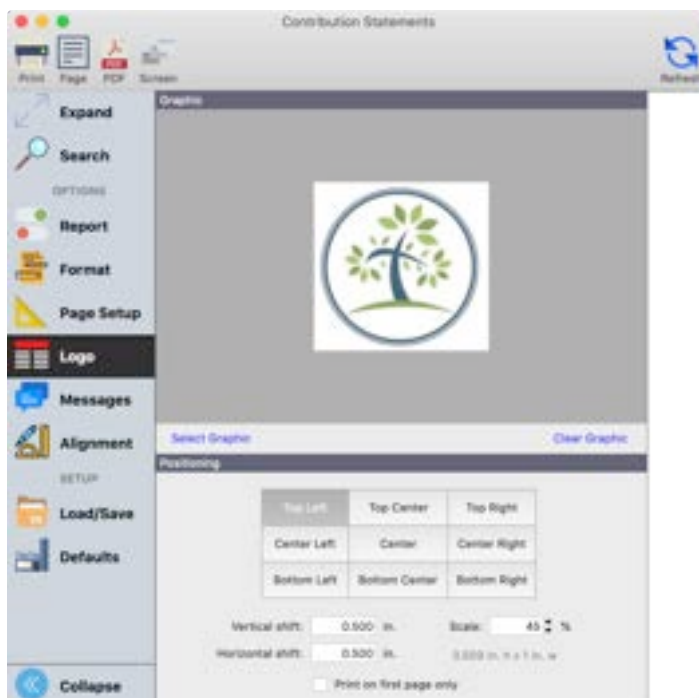 Contribution Statements
Print Page PDF Screen Refresh
Graphic
Expand
Search
OPTIONS
Report
Format
Page Setup
Logo
Messages
Alignment
SETUP
Load/Save
Defaults
Collapse
Select Graphic Clear Graphic
Positioning
Top Left Top Center Top Right
Center Left Center Center Right
Bottom Left Bottom Center Bottom Right
Vertical shift: 0.500 in. Scale: 45 %
Horizontal shift: 0.500 in.
Print on first page only